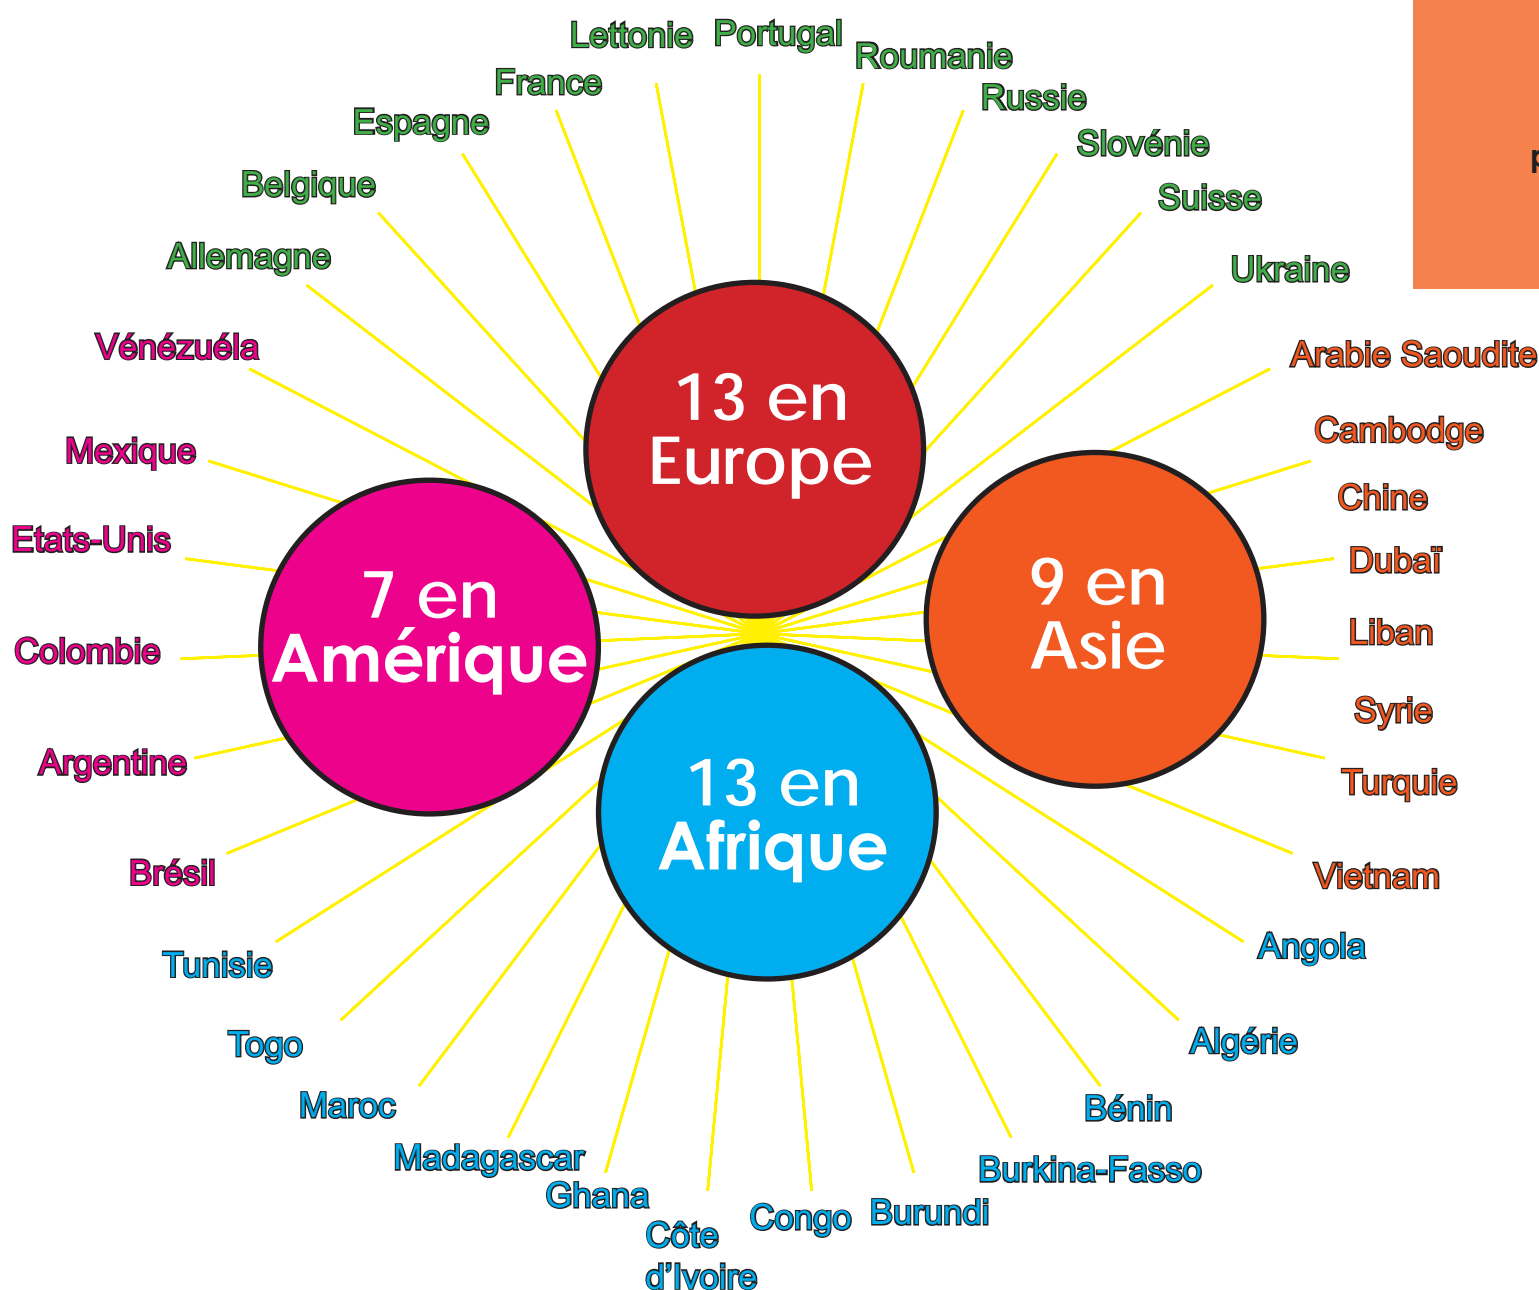 Lettonie
Portugal
Roumanie
France
Russie
Espagne
Slovénie
Belgique
Suisse
Allemagne
Ukraine
Vénézuéla
Arabie Saoudite
Mexique
Cambodge
Etats-Unis
Chine
Dubaï
Colombie
Liban
Argentine
Syrie
Turquie
Brésil
Vietnam
13 en
Europe
7 en
Amérique
9 en
Asie
13 en
Afrique
Tunisie
Angola
Togo
Algérie
Maroc
Bénin
Madagascar
Burkina-Fasso
Ghana
Burundi
Côte
d'Ivoire
Congo